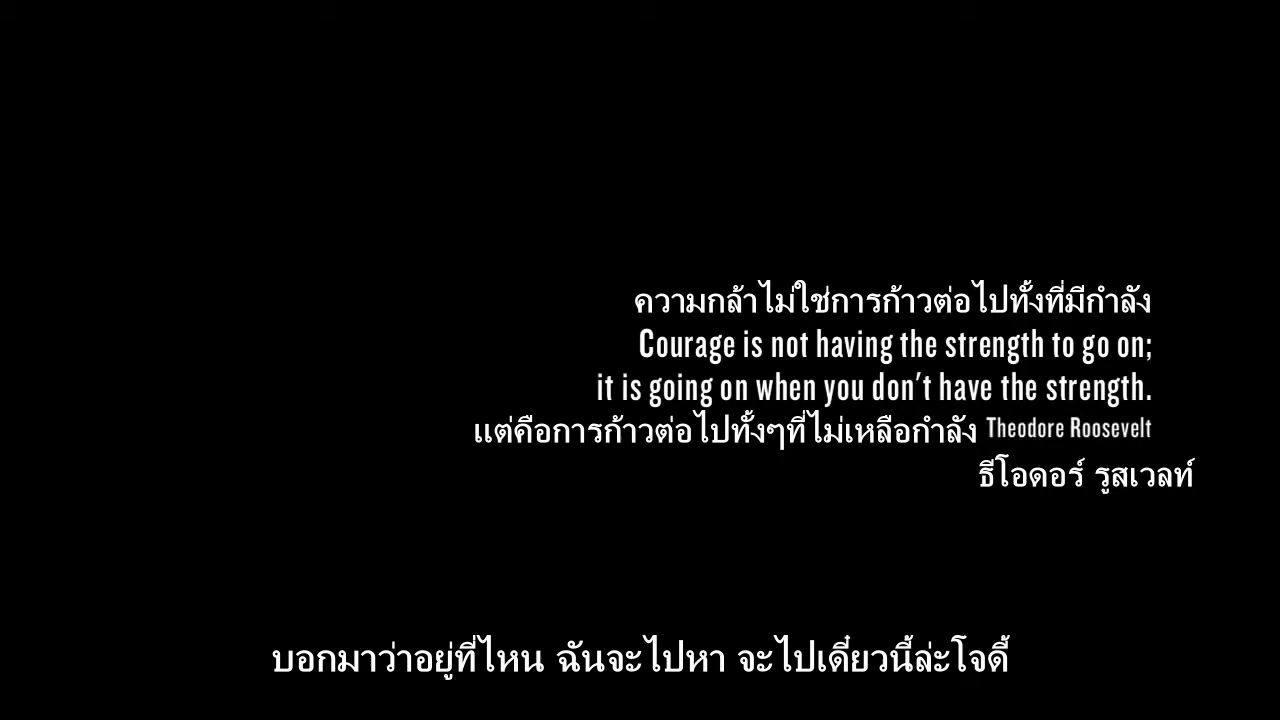 ความกล้าไม่ใช่การก้าวต่อไปทั้งที่มีกำลัง
Courage is not having the strength to go on;
it is going on when you don't have the strength.
แต่คือการก้าวต่อไปทั้งๆที่ไม่เหลือกำลัง Theodore Roosevelt
ธีโอดอร์ รูสเวลท์
บอกมาว่าอยู่ที่ไหน ฉันจะไปหา จะไปเดี๋ยวนี้ล่ะโจดี้